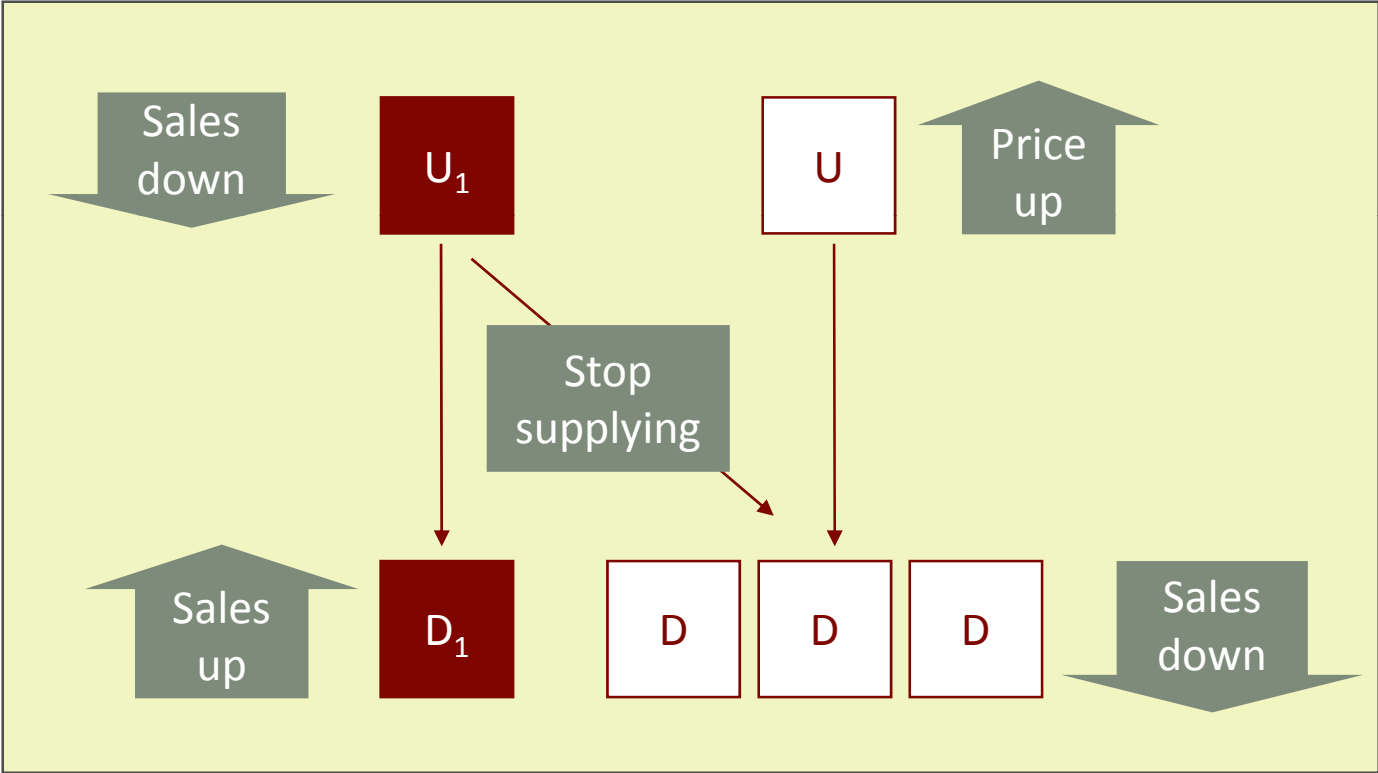 Sales
down
U₁
U
Price
up
Stop
supplying
Sales
up
D₁
D
D
D
Sales
down